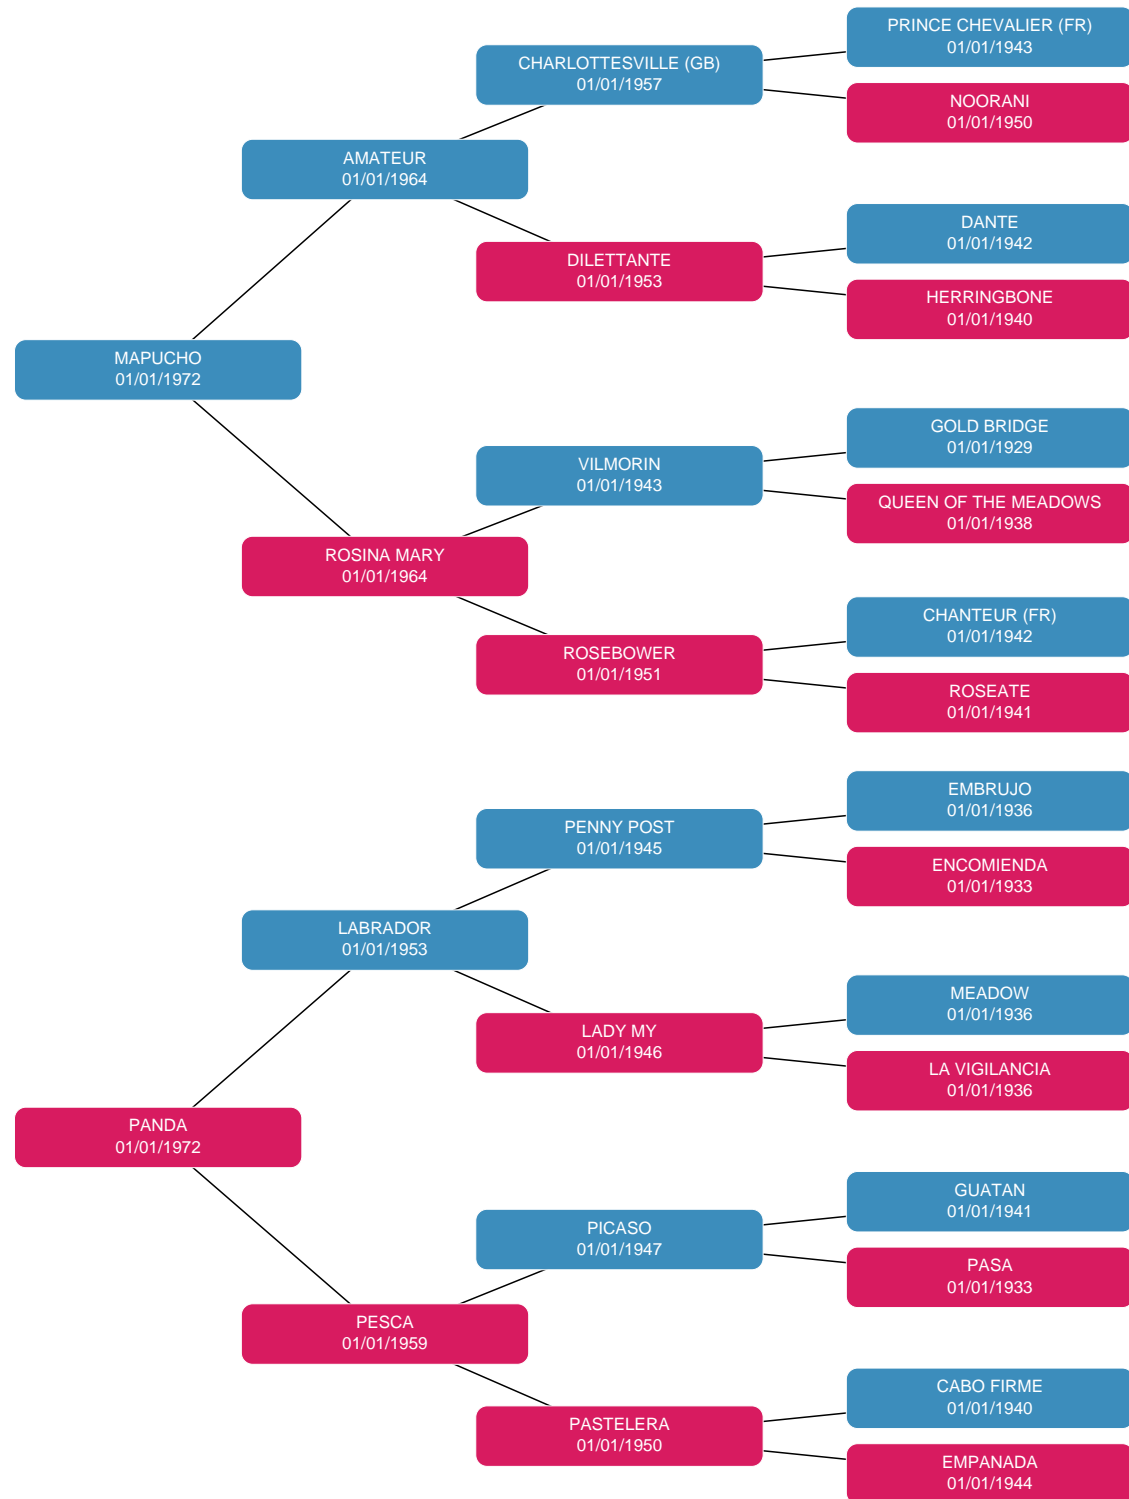 PRINCE CHEVALIER (FR)
01/01/1943
CHARLOTTESVILLE (GB)
01/01/1957
NOORANI
01/01/1950
AMATEUR
01/01/1964
DANTE
01/01/1942
DILETTANTE
01/01/1953
HERRINGBONE
01/01/1940
MAPUCHO
01/01/1972
GOLD BRIDGE
01/01/1929
VILMORIN
01/01/1943
QUEEN OF THE MEADOWS
01/01/1938
ROSINA MARY
01/01/1964
CHANTEUR (FR)
01/01/1942
ROSEBOWER
01/01/1951
ROSEATE
01/01/1941
EMBRUJO
01/01/1936
PENNY POST
01/01/1945
ENCOMIENDA
01/01/1933
LABRADOR
01/01/1953
MEADOW
01/01/1936
LADY MY
01/01/1946
LA VIGILANCIA
01/01/1936
PANDA
01/01/1972
GUATAN
01/01/1941
PICASO
01/01/1947
PASA
01/01/1933
PESCA
01/01/1959
CABO FIRME
01/01/1940
PASTELERA
01/01/1950
EMPANADA
01/01/1944